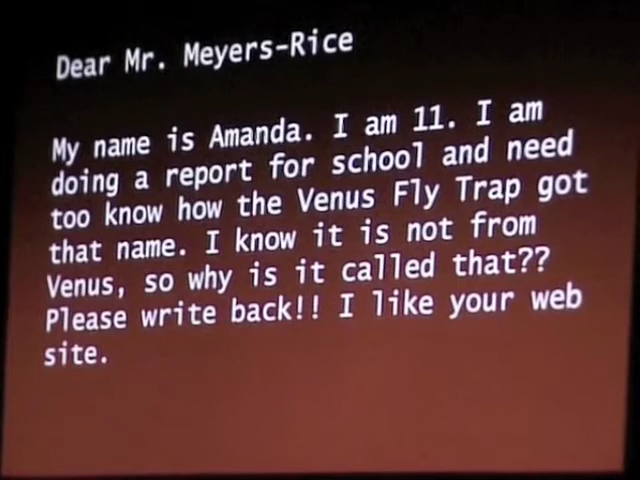 Dear Mr. Meyers-Rice
My name is Amanda. I am 11. I am
doing a report for school and need
too know how the Venus Fly Trap got
that name. I know it is not from
Venus, so why is it called that??
Please write back!! I like your web
site.